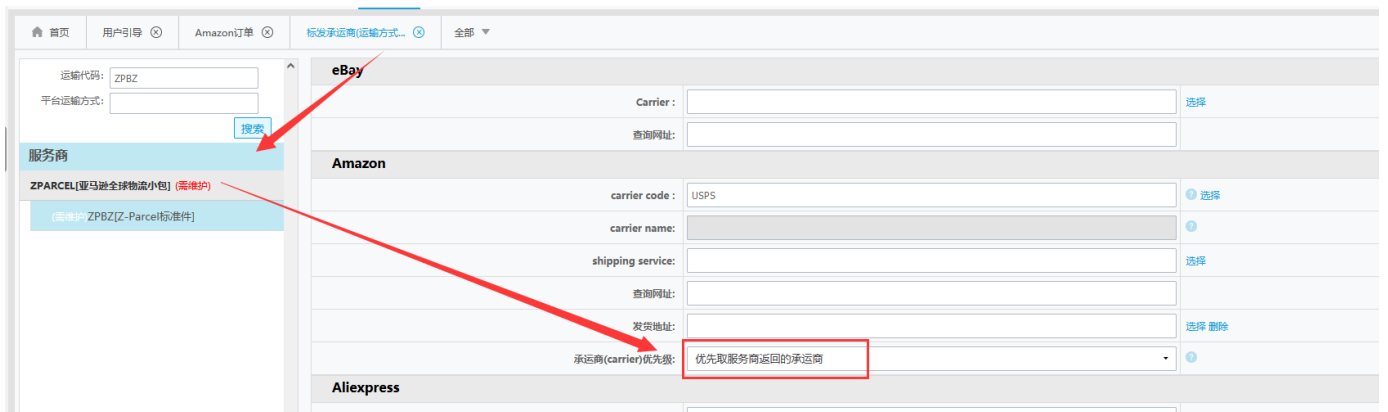 首页 用户引导 Amazon订单 标发承运商(运输方式... 全部
运输代码: ZPBZ
平台运输方式:
搜索
服务商
ZPARCEL[亚马逊全球物流小包] (需维护)
(需维护) ZPBZ[Z-Parcel标准件]
eBay
Carrier : 选择
查询网址:
Amazon
carrier code : USPS ? 选择
carrier name: ?
shipping service: 选择
查询网址:
发货地址: 选择 删除
承运商(carrier)优先级: 优先取服务商返回的承运商 ?
Aliexpress